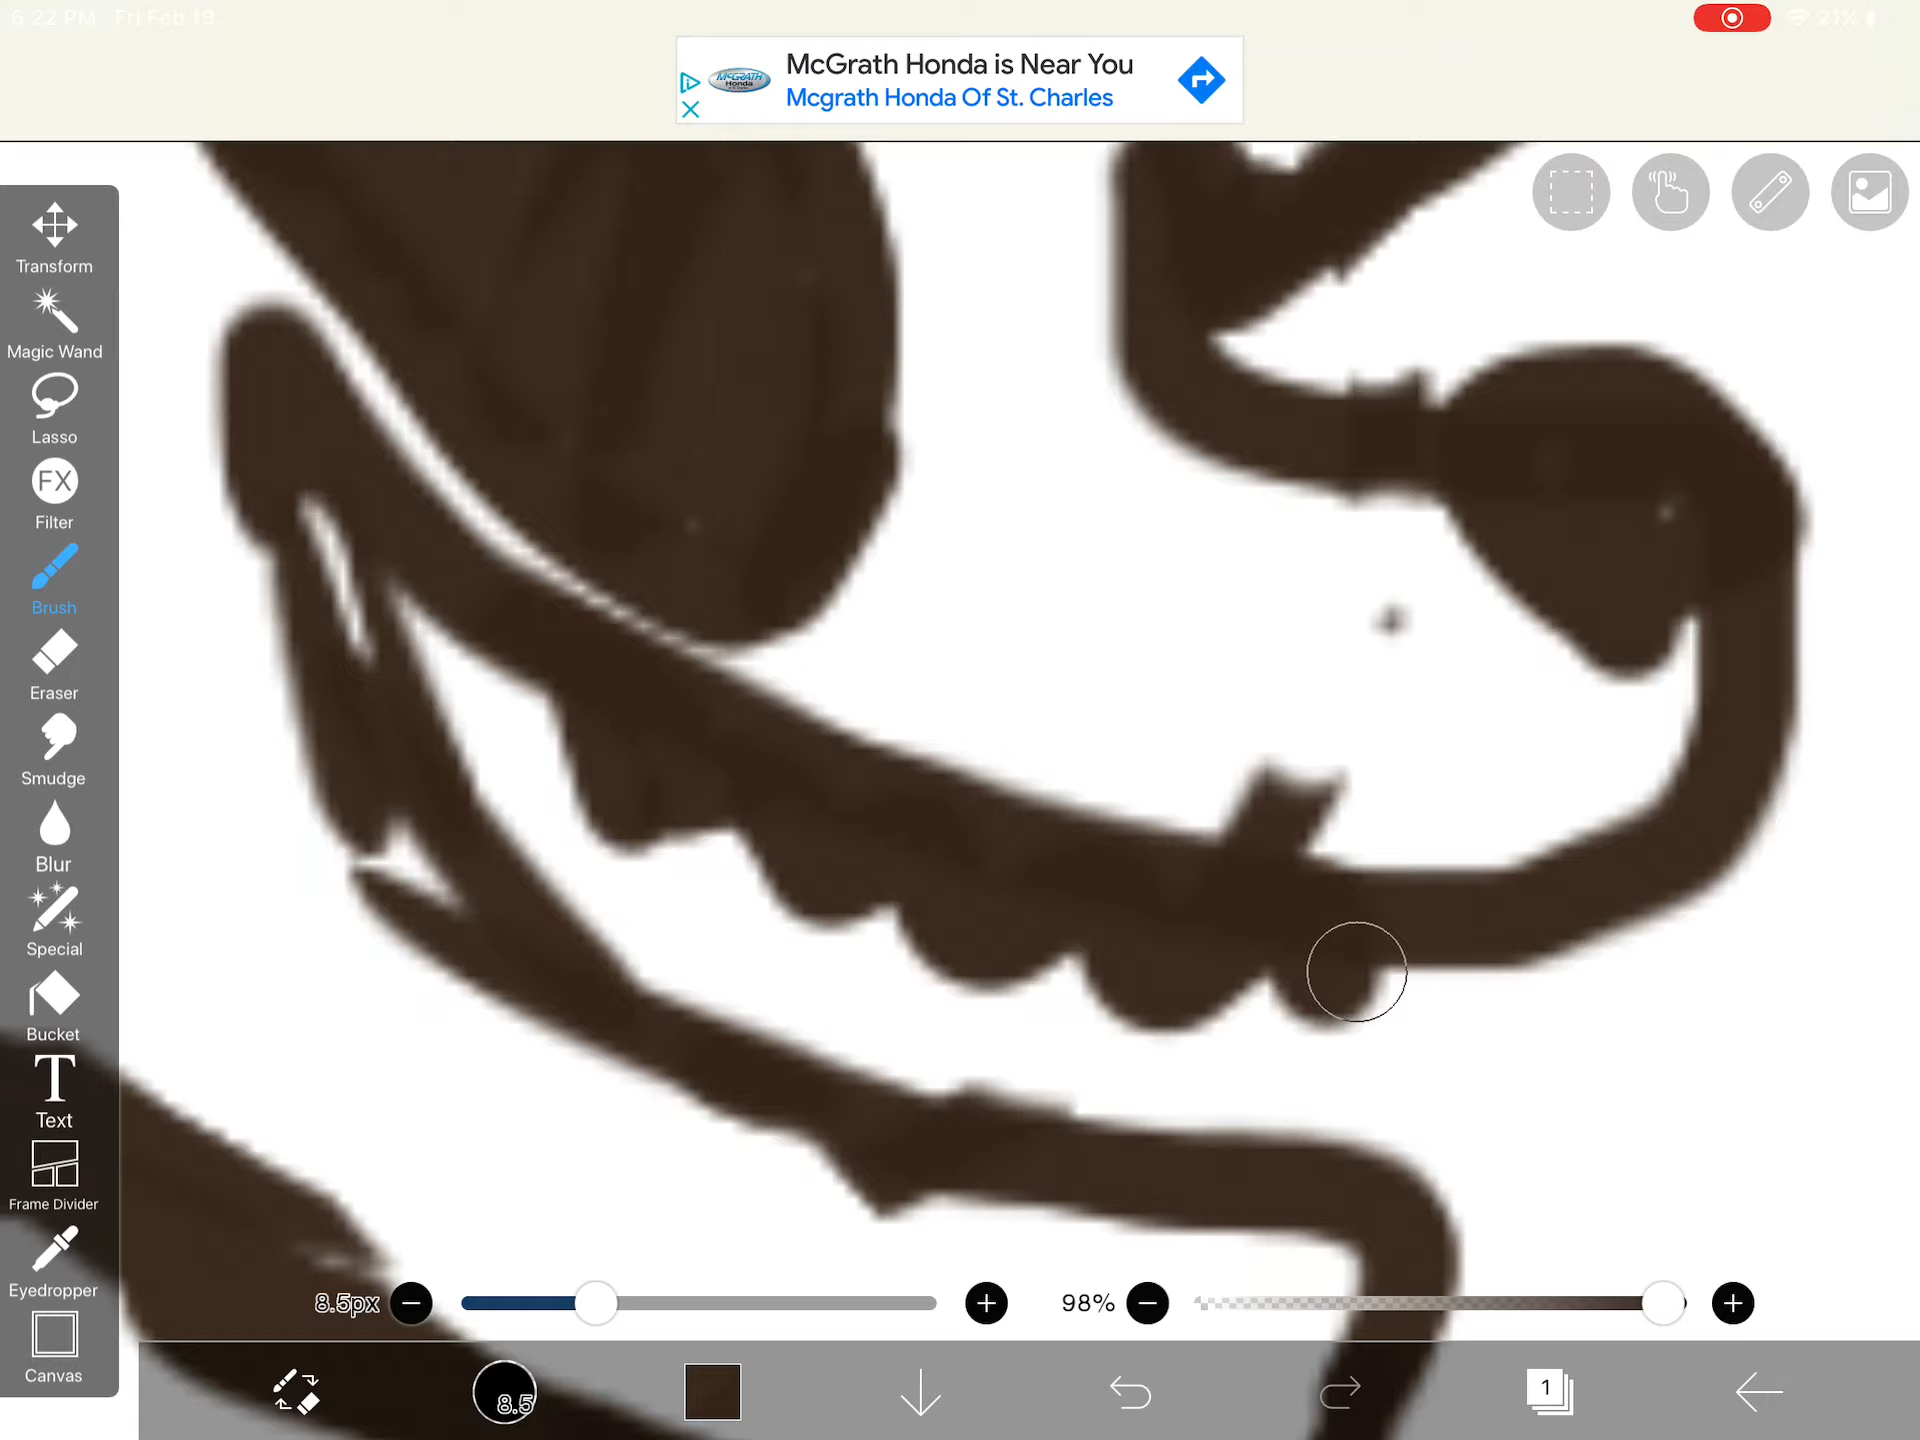 6:22 PM Fri Feb 19
21%
McGrath Honda is Near You
McGRATH
Honda
Mcgrath Honda Of St. Charles
Transform
Magic Wand
Lasso
FX
Filter
Brush
Eraser
Smudge
Blur
Special
Bucket
T
Text
Frame Divider
Eyedropper
Canvas
8.5px
98%
8.5
1